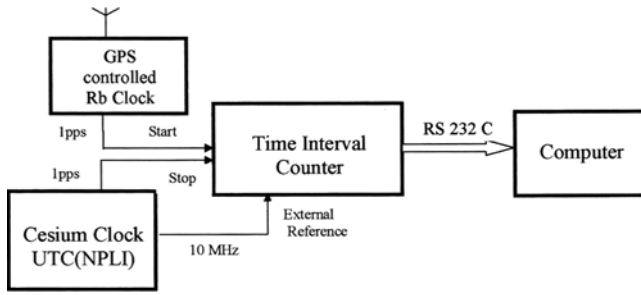 GPS
controlled
Rb Clock
1pps
Start
1pps
Stop
Time Interval
Counter
RS 232 C
Computer
Cesium Clock
UTC(NPLI)
10 MHz
External
Reference